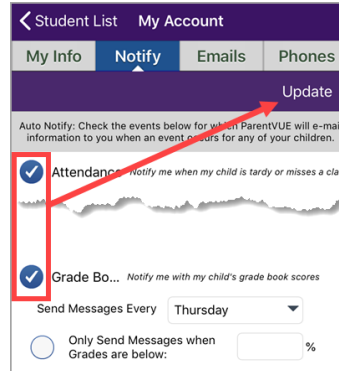 Student List My Account
My Info Notify Emails Phones
Update
Auto Notify: Check the events below for which ParentVUE will e-mai
information to you when an event occurs for any of your children.
Attendance Notify me when my child is tardy or misses a cla
Grade Bo... Notify me with my child's grade book scores
Send Messages Every Thursday
Only Send Messages when
Grades are below: %